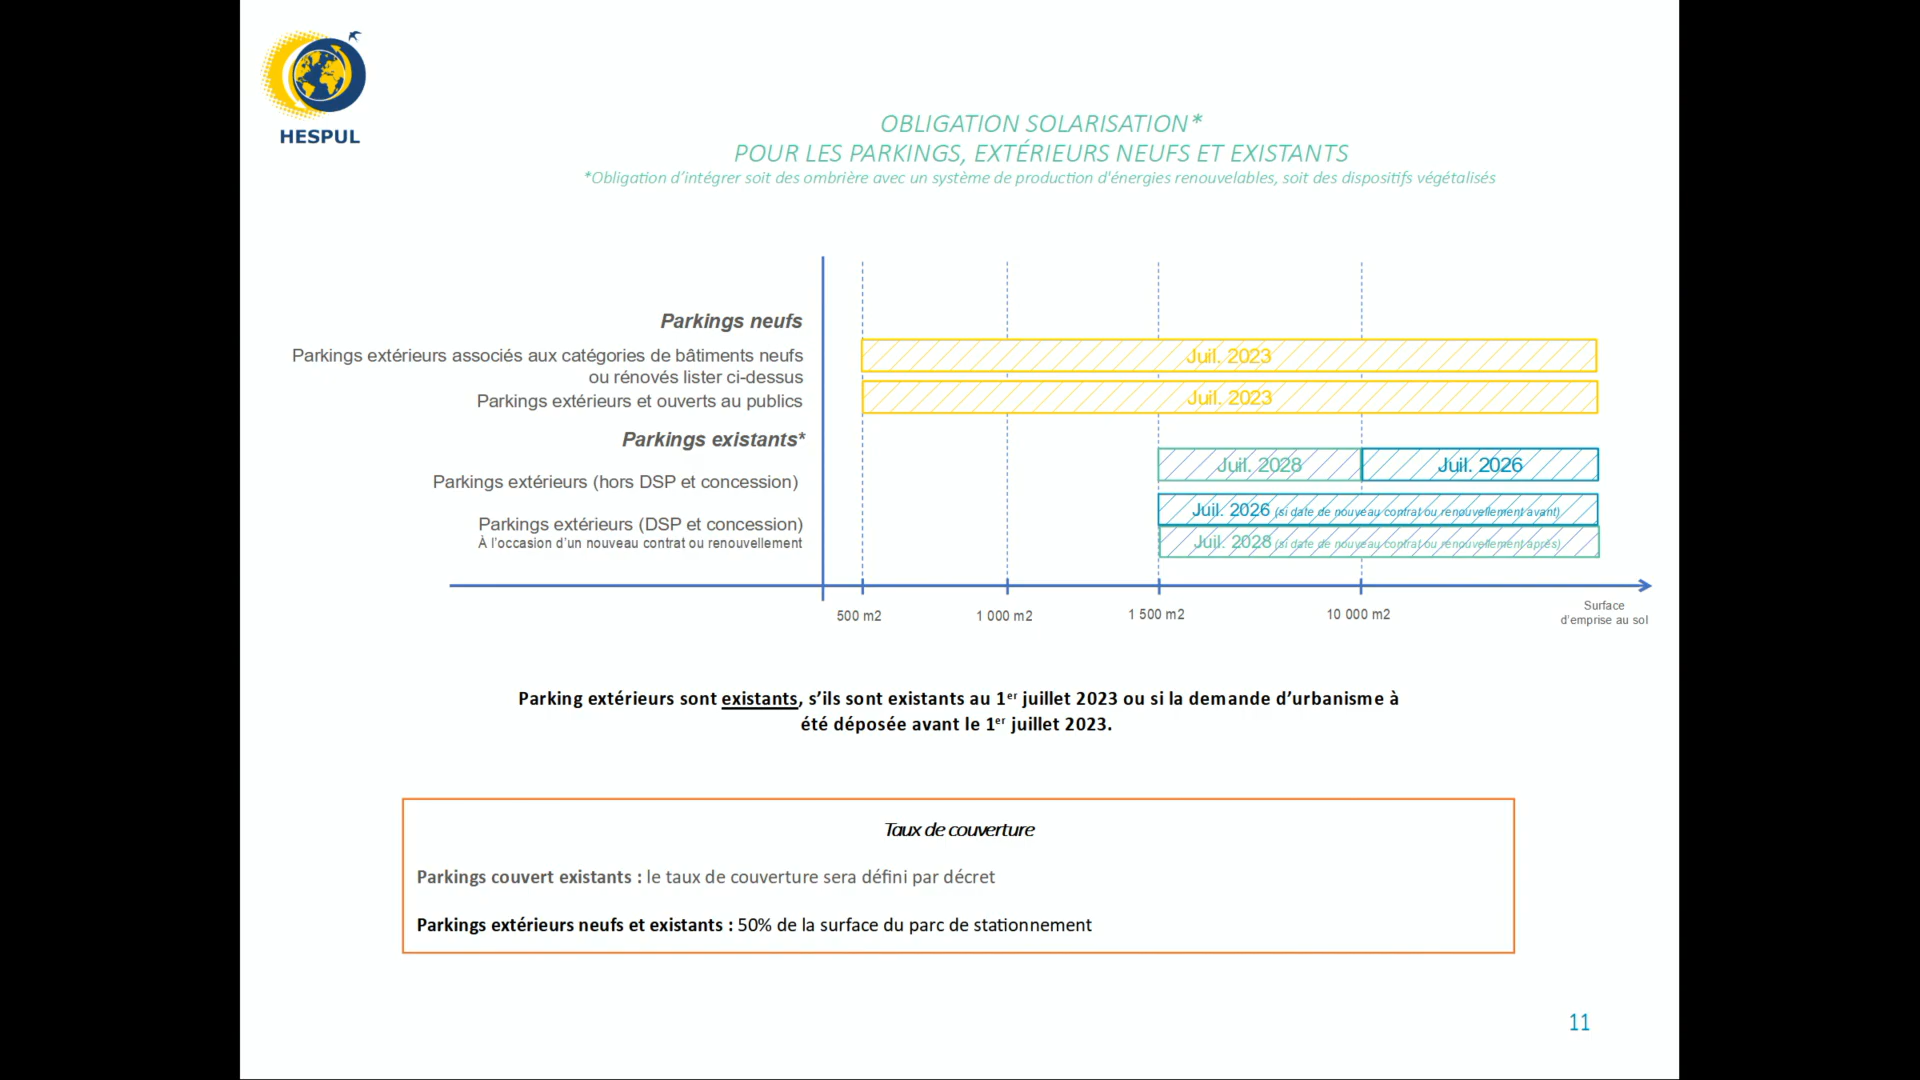 HESPUL
OBLIGATION SOLARISATION*
POUR LES PARKINGS, EXTÉRIEURS NEUFS ET EXISTANTS
*Obligation d’intégrer soit des ombrière avec un système de production d'énergies renouvelables, soit des dispositifs végétalisés
Parkings neufs
Parkings extérieurs associés aux catégories de bâtiments neufs
ou rénovés lister ci-dessus
Juil. 2023
Parkings extérieurs et ouverts au publics
Juil. 2023
Parkings existants*
Parkings extérieurs (hors DSP et concession)
Juil. 2028
Juil. 2026
Parkings extérieurs (DSP et concession)
À l’occasion d’un nouveau contrat ou renouvellement
Juil. 2026 (si date de nouveau contrat ou renouvellement avant)
Juil. 2028 (si date de nouveau contrat ou renouvellement après)
500 m2
1 000 m2
1 500 m2
10 000 m2
Surface
d’emprise au sol
Parking extérieurs sont existants, s’ils sont existants au 1er juillet 2023 ou si la demande d’urbanisme à
été déposée avant le 1er juillet 2023.
Taux de couverture
Parkings couvert existants : le taux de couverture sera défini par décret
Parkings extérieurs neufs et existants : 50% de la surface du parc de stationnement
11